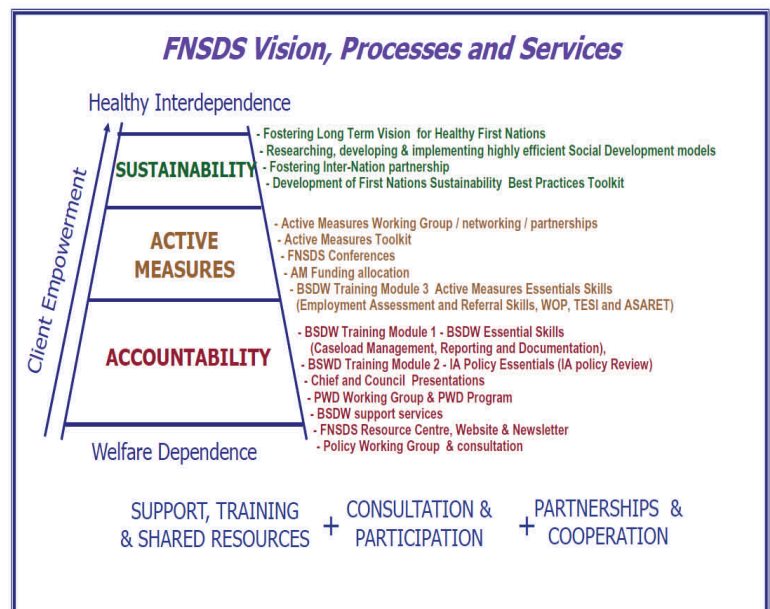 FNSDS Vision, Processes and Services
Healthy Interdependence
Client Empowerment
SUSTAINABILITY
- Fostering Long Term Vision for Healthy First Nations
- Researching, developing & implementing highly efficient Social Development models
- Fostering Inter-Nation partnership
- Development of First Nations Sustainability Best Practices Toolkit
ACTIVE
MEASURES
- Active Measures Working Group / networking / partnerships
- Active Measures Toolkit
- FNSDS Conferences
- AM Funding allocation
- BSDW Training Module 3 Active Measures Essentials Skills
(Employment Assessment and Referral Skills, WOP, TESI and ASARET)
ACCOUNTABILITY
- BSDW Training Module 1 - BSDW Essential Skills
(Caseload Management, Reporting and Documentation),
- BSWD Training Module 2 - IA Policy Essentials (IA policy Review)
- Chief and Council Presentations
- PWD Working Group & PWD Program
- BSDW support services
- FNSDS Resource Centre, Website & Newsletter
- Policy Working Group & consultation
Welfare Dependence
SUPPORT, TRAINING
& SHARED RESOURCES
+
CONSULTATION &
PARTICIPATION
+
PARTNERSHIPS &
COOPERATION